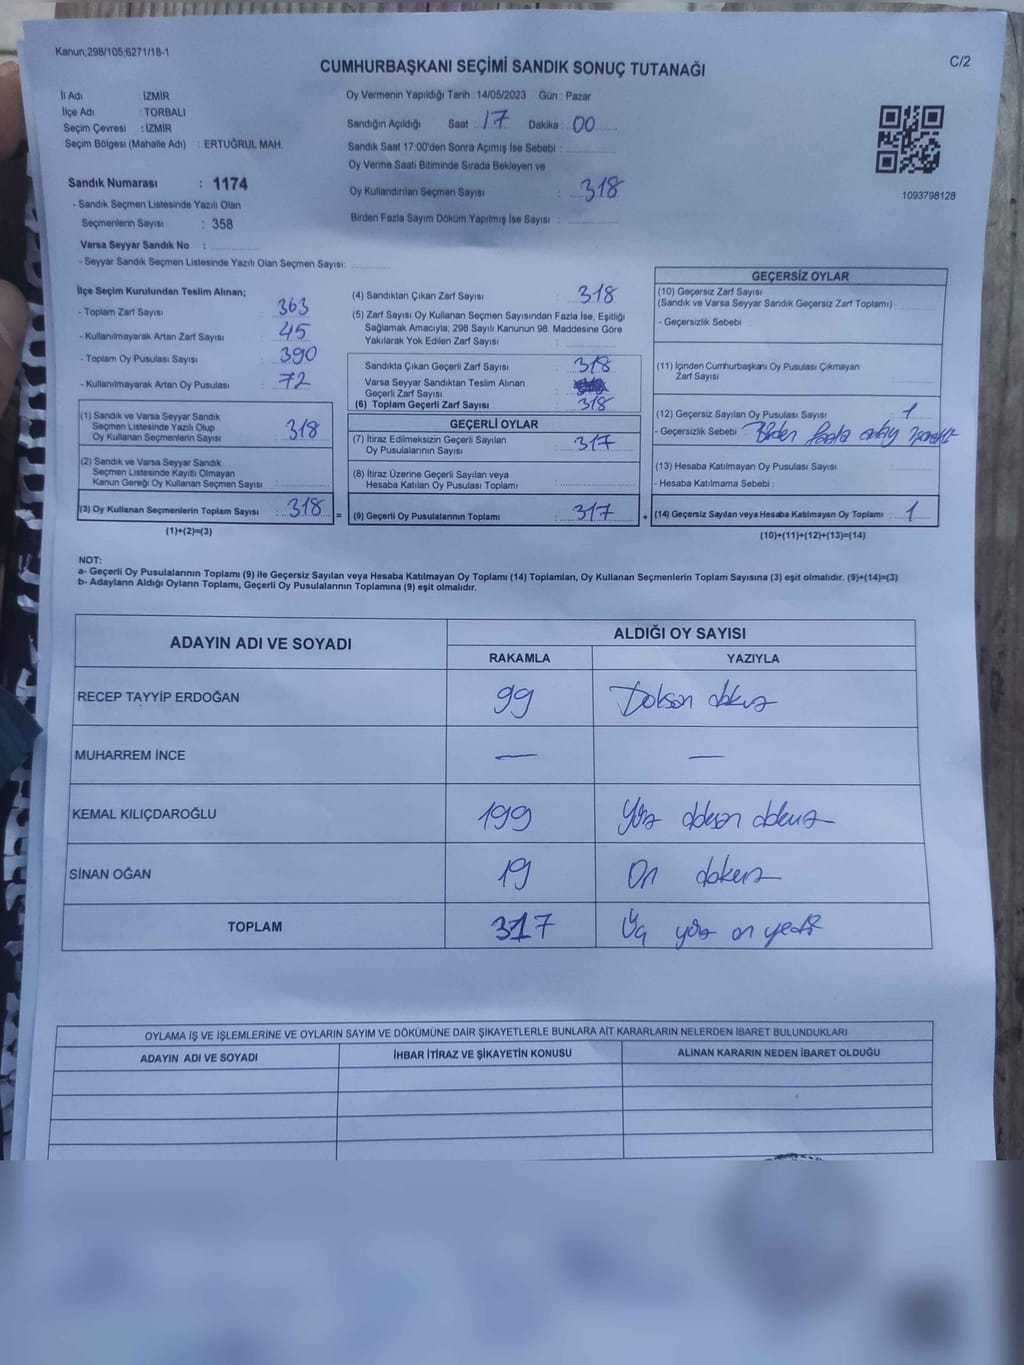 Kanun;298/105;6271/18-1
C/2
CUMHURBAŞKANI SEÇİMİ SANDIK SONUÇ TUTANAĞI
İl Adı İZMİR
İlçe Adı : TORBALI
Seçim Çevresi : İZMİR
Seçim Bölgesi (Mahalle Adı) : ERTUĞRUL MAH.
Sandık Numarası : 1174
- Sandık Seçmen Listesinde Yazılı Olan
Seçmenlerin Sayısı : 358
Varsa Seyyar Sandık No :
- Seyyar Sandık Seçmen Listesinde Yazılı Olan Seçmen Sayısı:
Oy Vermenin Yapıldığı Tarih : 14/05/2023 Gün : Pazar
Sandığın Açıldığı Saat : 17 Dakika : 00
Sandık Saat 17:00'den Sonra Açımış İse Sebebi :
Oy Verme Saati Bitiminde Sırada Bekleyen ve
Oy Kullandırılan Seçmen Sayısı : 318
Birden Fazla Sayım Döküm Yapılmış İse Sayısı :
1093798128
İlçe Seçim Kurulundan Teslim Alınan;
- Toplam Zarf Sayısı : 363
- Kullanılmayarak Artan Zarf Sayısı : 45
- Toplam Oy Pusulası Sayısı : 390
- Kullanılmayarak Artan Oy Pusulası : 72
(1) Sandık ve Varsa Seyyar Sandık
Seçmen Listesinde Yazılı Olup
Oy Kullanan Seçmenlerin Sayısı : 318
(2) Sandık ve Varsa Seyyar Sandık
Seçmen Listesinde Kayıtlı Olmayan
Kanun Gereği Oy Kullanan Seçmen Sayısı :
(3) Oy Kullanan Seçmenlerin Toplam Sayısı : 318 =
(1)+(2)=(3)
(4) Sandıktan Çıkan Zarf Sayısı : 318
(5) Zarf Sayısı Oy Kullanan Seçmen Sayısından Fazla İse, Eşitliği
Sağlamak Amacıyla, 298 Sayılı Kanunun 98. Maddesine Göre
Yakılarak Yok Edilen Zarf Sayısı :
Sandıkta Çıkan Geçerli Zarf Sayısı : 318
Varsa Seyyar Sandıktan Teslim Alınan
Geçerli Zarf Sayısı :
(6) Toplam Geçerli Zarf Sayısı : 318
GEÇERLİ OYLAR
(7) İtiraz Edilmeksizin Geçerli Sayılan
Oy Pusulalarının Sayısı : 317
(8) İtiraz Üzerine Geçerli Sayılan veya
Hesaba Katılan Oy Pusulası Toplamı :
(9) Geçerli Oy Pusulalarının Toplamı : 317 +
GEÇERSİZ OYLAR
(10) Geçersiz Zarf Sayısı
(Sandık ve Varsa Seyyar Sandık Geçersiz Zarf Toplamı) :
- Geçersizlik Sebebi :
(11) İçinden Cumhurbaşkanı Oy Pusulası Çıkmayan
Zarf Sayısı :
(12) Geçersiz Sayılan Oy Pusulası Sayısı : 1
- Geçersizlik Sebebi : Birden fazla aday
(13) Hesaba Katılmayan Oy Pusulası Sayısı :
- Hesaba Katılmama Sebebi :
(14) Geçersiz Sayılan veya Hesaba Katılmayan Oy Toplamı : 1
(10)+(11)+(12)+(13)=(14)
NOT:
a- Geçerli Oy Pusulalarının Toplamı (9) ile Geçersiz Sayılan veya Hesaba Katılmayan Oy Toplamı (14) Toplamları, Oy Kullanan Seçmenlerin Toplam Sayısına (3) eşit olmalıdır. (9)+(14)=(3)
b- Adayların Aldığı Oyların Toplamı, Geçerli Oy Pusulalarının Toplamına (9) eşit olmalıdır.
ADAYIN ADI VE SOYADI ALDIĞI OY SAYISI
RAKAMLA YAZIYLA
RECEP TAYYİP ERDOĞAN 99 Doksan dokuz
MUHARREM İNCE — —
KEMAL KILIÇDAROĞLU 199 Yüz doksan dokuz
SİNAN OĞAN 19 On dokuz
TOPLAM 317 Üç yüz on yedi
OYLAMA İŞ VE İŞLEMLERİNE VE OYLARIN SAYIM VE DÖKÜMÜNE DAİR ŞİKAYETLERLE BUNLARA AİT KARARLARIN NELERDEN İBARET BULUNDUKLARI
ADAYIN ADI VE SOYADI İHBAR İTİRAZ VE ŞİKAYETİN KONUSU ALINAN KARARIN NEDEN İBARET OLDUĞU